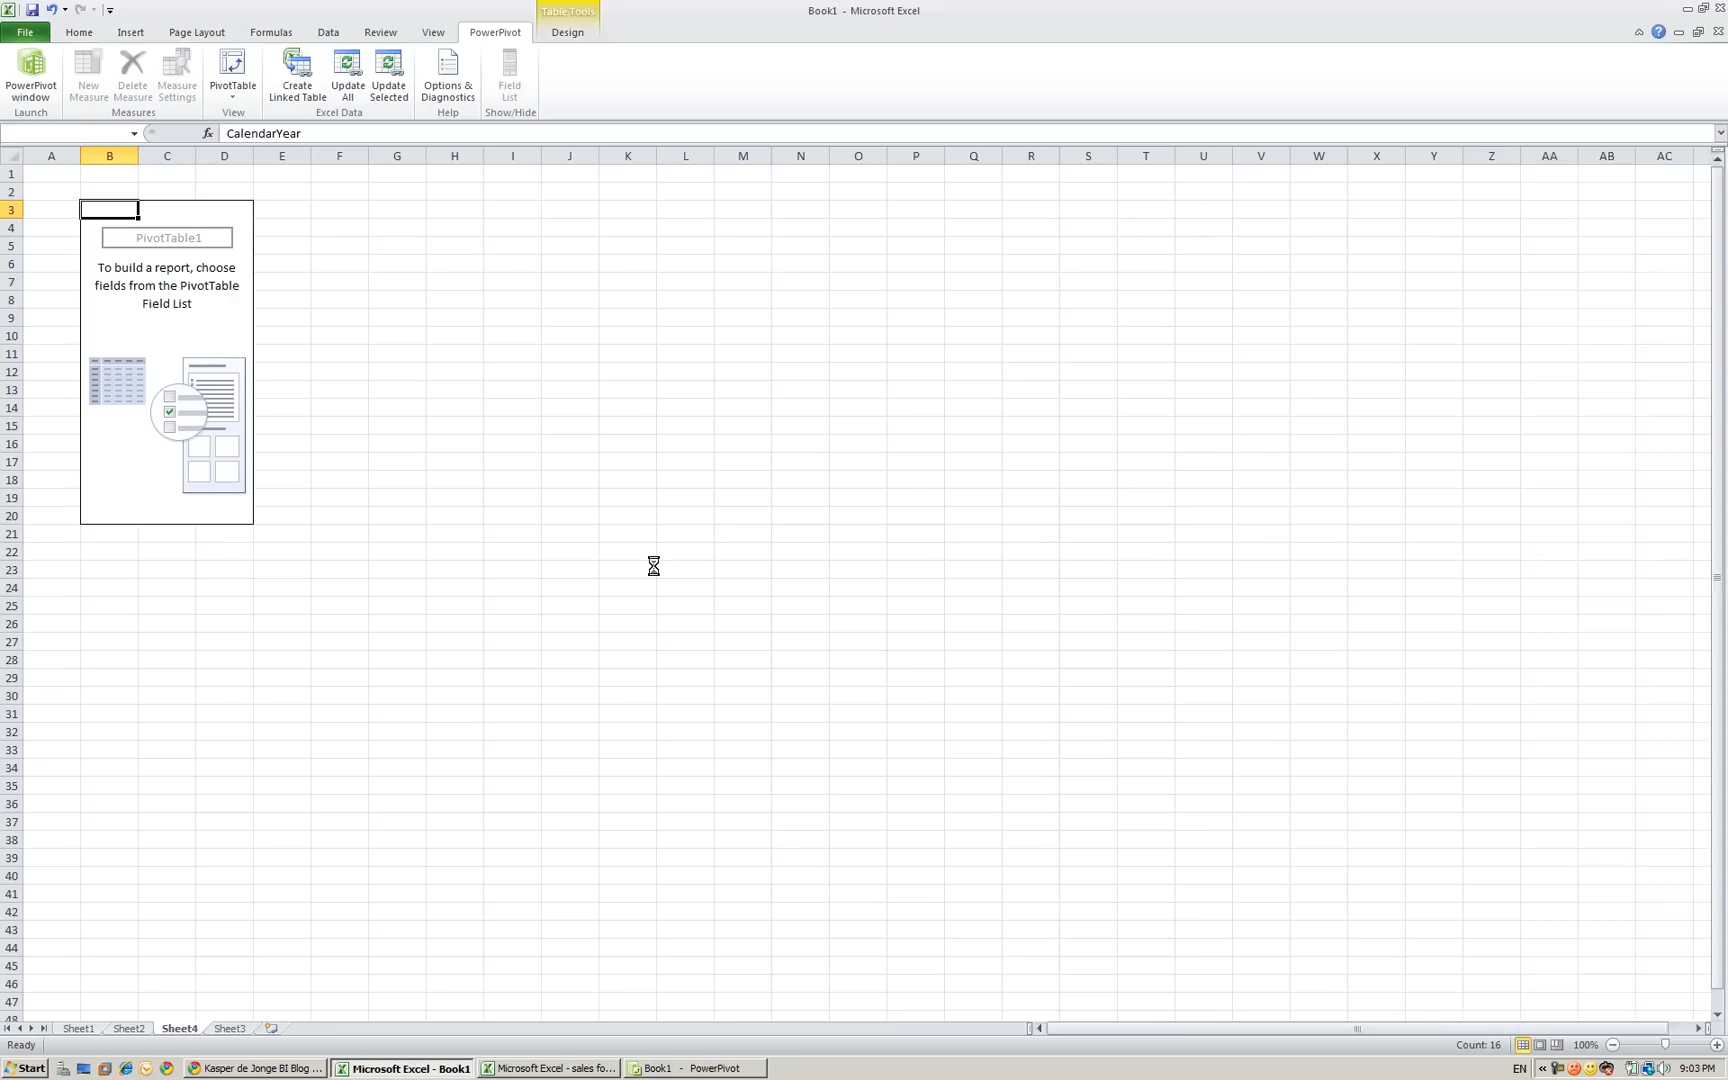 Table Tools
Book1 - Microsoft Excel
File Home Insert Page Layout Formulas Data Review View PowerPivot Design
PowerPivot window
New Measure
Delete Measure
Measure Settings
PivotTable
Create Linked Table
Update All
Update Selected
Options & Diagnostics
Field List
Launch Measures View Excel Data Help Show/Hide
fx CalendarYear
A B C D E F G H I J K L M N O P Q R S T U V W X Y Z AA AB AC
1
2
3
4
PivotTable1
5
6
To build a report, choose
7
fields from the PivotTable
8
Field List
9
10
11
12
13
14
15
16
17
18
19
20
21
22
23
24
25
26
27
28
29
30
31
32
33
34
35
36
37
38
39
40
41
42
43
44
45
46
47
48
Sheet1 Sheet2 Sheet4 Sheet3
Ready
Count: 16
100%
Start
Kasper de Jonge BI Blog ...
Microsoft Excel - Book1
Microsoft Excel - sales fo...
Book1 - PowerPivot
EN
9:03 PM